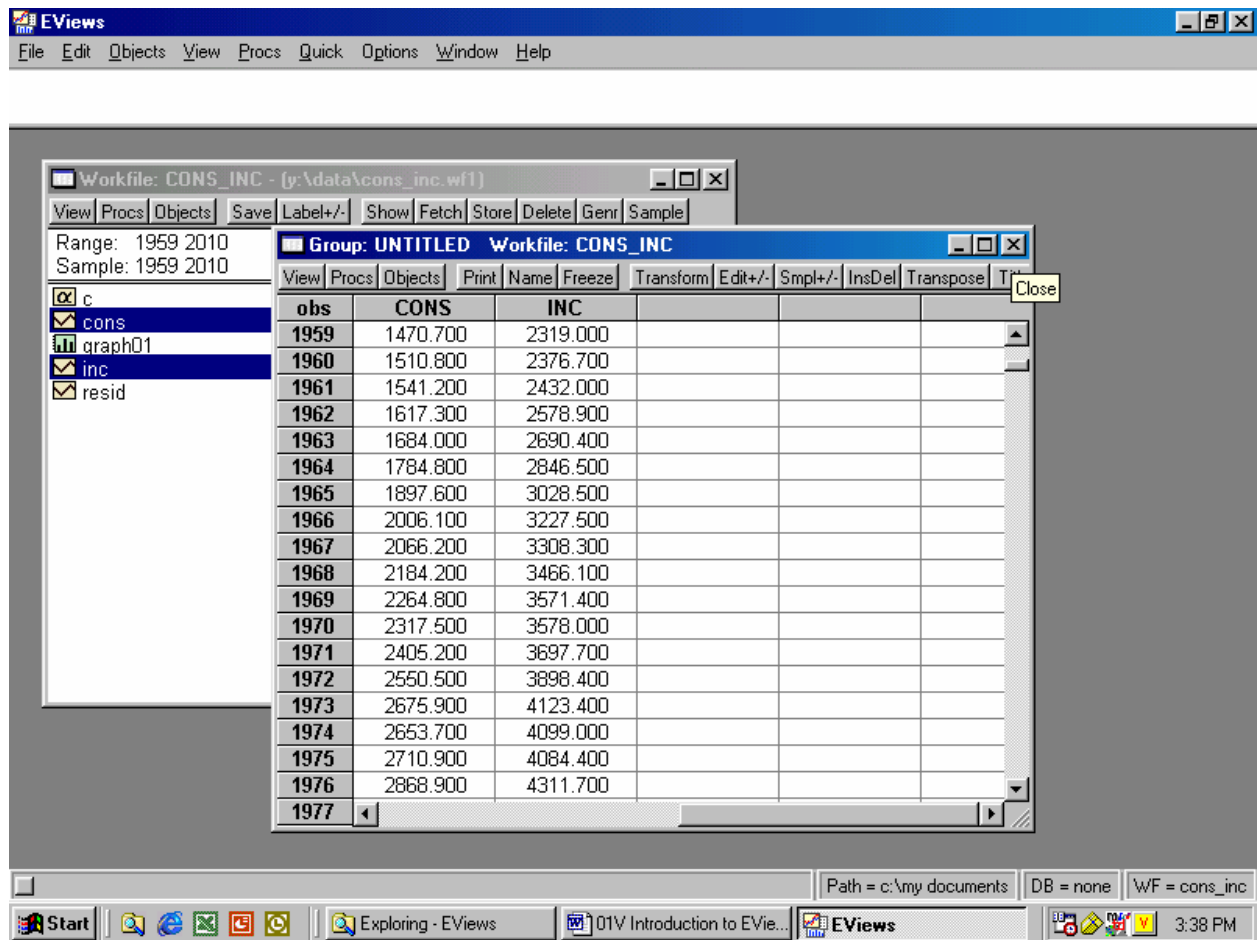 EViews
File Edit Objects View Procs Quick Options Window Help
Workfile: CONS_INC - (y:\data\cons_inc.wf1)
View Procs Objects Save Label+/- Show Fetch Store Delete Genr Sample
Range: 1959 2010
Sample: 1959 2010
c
cons
graph01
inc
resid
Group: UNTITLED Workfile: CONS_INC
View Procs Objects Print Name Freeze Transform Edit+/- Smpl+/- InsDel Transpose Titl
Close
obs CONS INC
1959 1470.700 2319.000
1960 1510.800 2376.700
1961 1541.200 2432.000
1962 1617.300 2578.900
1963 1684.000 2690.400
1964 1784.800 2846.500
1965 1897.600 3028.500
1966 2006.100 3227.500
1967 2066.200 3308.300
1968 2184.200 3466.100
1969 2264.800 3571.400
1970 2317.500 3578.000
1971 2405.200 3697.700
1972 2550.500 3898.400
1973 2675.900 4123.400
1974 2653.700 4099.000
1975 2710.900 4084.400
1976 2868.900 4311.700
1977
Path = c:\my documents DB = none WF = cons_inc
Start Exploring - EViews 01V Introduction to EVie... EViews 3:38 PM